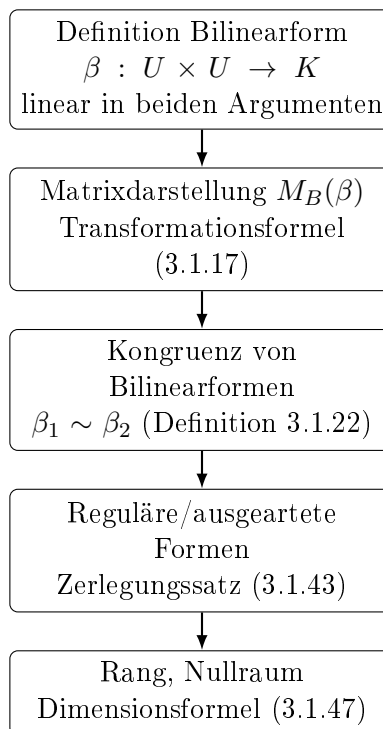 Definition Bilinearform
β : U × U → K
linear in beiden Argumenten
Matrixdarstellung M_B(β)
Transformationsformel
(3.1.17)
Kongruenz von
Bilinearformen
β₁ ∼ β₂ (Definition 3.1.22)
Reguläre/ausgeartete
Formen
Zerlegungssatz (3.1.43)
Rang, Nullraum
Dimensionsformel (3.1.47)